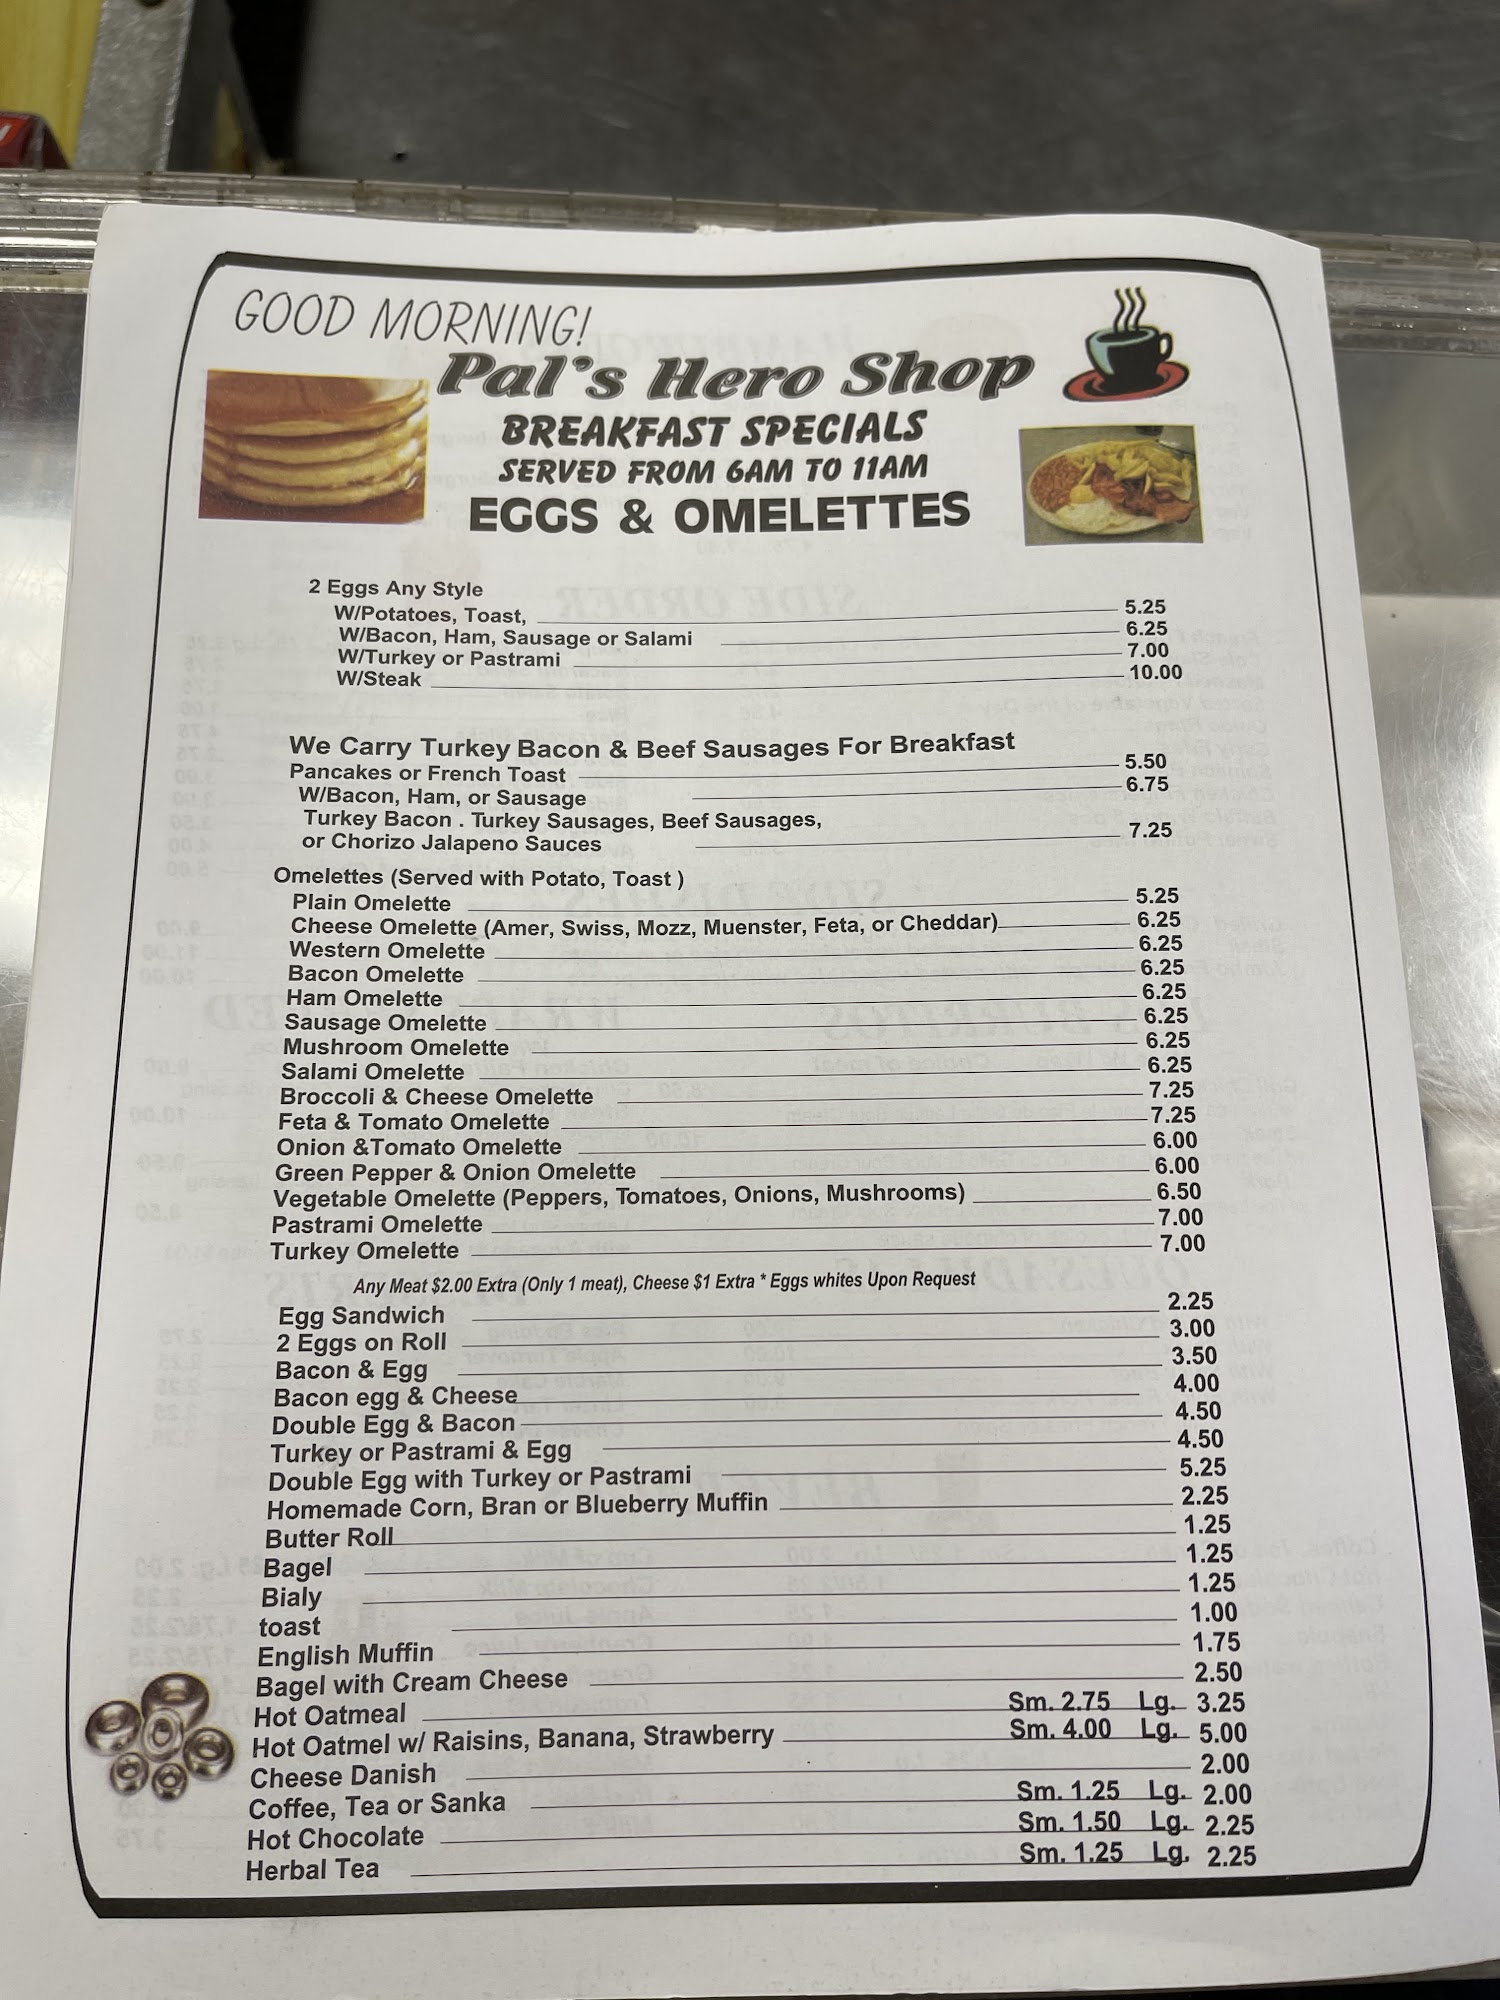 GOOD MORNING!
Pal's Hero Shop
BREAKFAST SPECIALS
SERVED FROM 6AM TO 11AM
EGGS & OMELETTES
2 Eggs Any Style
W/Potatoes, Toast, 5.25
W/Bacon, Ham, Sausage or Salami 6.25
W/Turkey or Pastrami 7.00
W/Steak 10.00
We Carry Turkey Bacon & Beef Sausages For Breakfast
Pancakes or French Toast 5.50
W/Bacon, Ham, or Sausage 6.75
Turkey Bacon . Turkey Sausages, Beef Sausages,
or Chorizo Jalapeno Sauces 7.25
Omelettes (Served with Potato, Toast )
Plain Omelette 5.25
Cheese Omelette (Amer, Swiss, Mozz, Muenster, Feta, or Cheddar) 6.25
Western Omelette 6.25
Bacon Omelette 6.25
Ham Omelette 6.25
Sausage Omelette 6.25
Mushroom Omelette 6.25
Salami Omelette 6.25
Broccoli & Cheese Omelette 7.25
Feta & Tomato Omelette 7.25
Onion &Tomato Omelette 6.00
Green Pepper & Onion Omelette 6.00
Vegetable Omelette (Peppers, Tomatoes, Onions, Mushrooms) 6.50
Pastrami Omelette 7.00
Turkey Omelette 7.00
Any Meat $2.00 Extra (Only 1 meat), Cheese $1 Extra * Eggs whites Upon Request
Egg Sandwich 2.25
2 Eggs on Roll 3.00
Bacon & Egg 3.50
Bacon egg & Cheese 4.00
Double Egg & Bacon 4.50
Turkey or Pastrami & Egg 4.50
Double Egg with Turkey or Pastrami 5.25
Homemade Corn, Bran or Blueberry Muffin 2.25
Butter Roll 1.25
Bagel 1.25
Bialy 1.25
toast 1.00
English Muffin 1.75
Bagel with Cream Cheese 2.50
Hot Oatmeal Sm. 2.75 Lg. 3.25
Hot Oatmel w/ Raisins, Banana, Strawberry Sm. 4.00 Lg. 5.00
Cheese Danish 2.00
Coffee, Tea or Sanka Sm. 1.25 Lg. 2.00
Hot Chocolate Sm. 1.50 Lg. 2.25
Herbal Tea Sm. 1.25 Lg. 2.25